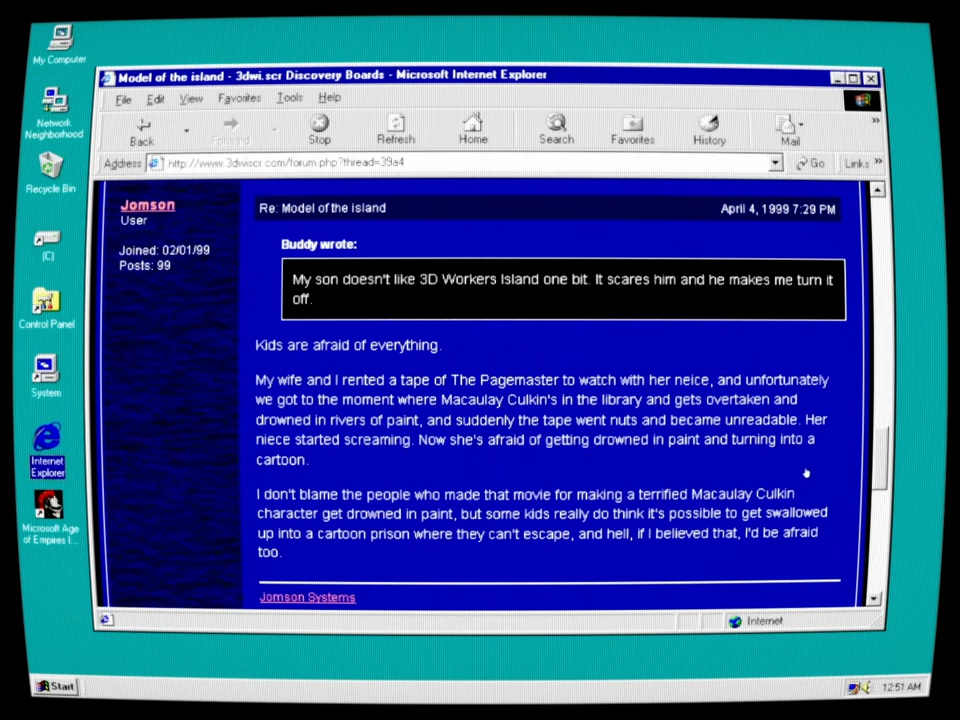 My Computer
Network
Neighborhood
Recycle Bin
(C)
Control Panel
System
Internet
Explorer
Microsoft Age
of Empires I...
Model of the island - 3dwi.scr Discovery Boards - Microsoft Internet Explorer
File Edit View Favorites Tools Help
Back Forward Stop Refresh Home Search Favorites History Mail »
Address http://www.3dwiscr.com/forum.php?thread=39a4 Go Links »
Jomson
User
Joined: 02/01/99
Posts: 99
Re: Model of the island April 4, 1999 7:29 PM
Buddy wrote:
My son doesn't like 3D Workers Island one bit. It scares him and he makes me turn it
off.
Kids are afraid of everything.
My wife and I rented a tape of The Pagemaster to watch with her neice, and unfortunately
we got to the moment where Macaulay Culkin's in the library and gets overtaken and
drowned in rivers of paint, and suddenly the tape went nuts and became unreadable. Her
niece started screaming. Now she's afraid of getting drowned in paint and turning into a
cartoon.
I don't blame the people who made that movie for making a terrified Macaulay Culkin
character get drowned in paint, but some kids really do think it's possible to get swallowed
up into a cartoon prison where they can't escape, and hell, if I believed that, I'd be afraid
too.
Jomson Systems
Internet
Start
12:51 AM